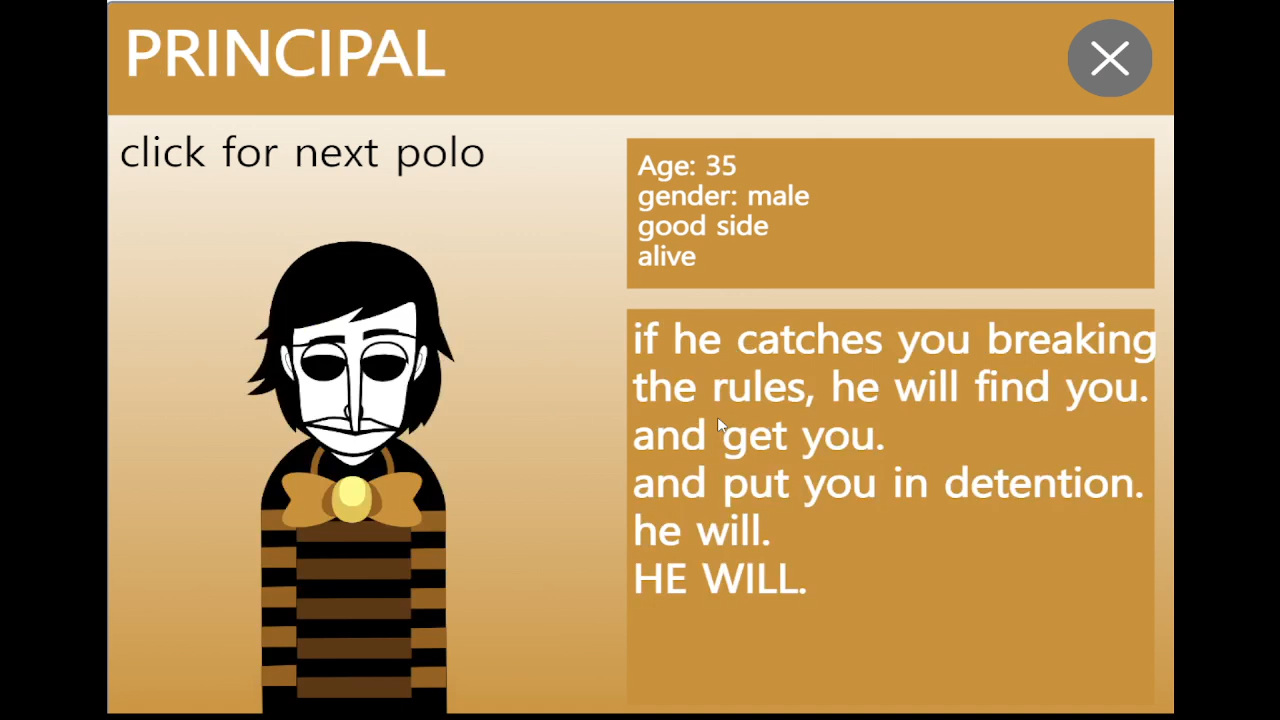 PRINCIPAL
click for next polo
Age: 35
gender: male
good side
alive
if he catches you breaking
the rules, he will find you.
and get you.
and put you in detention.
he will.
HE WILL.